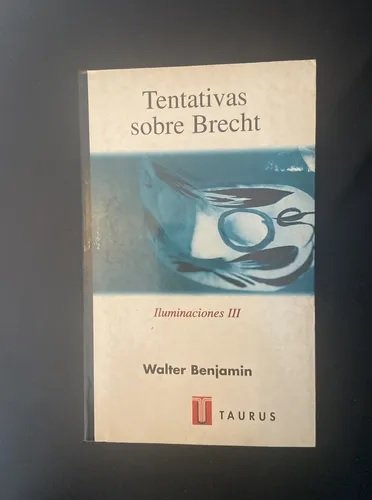 Tentativas
sobre Brecht
Iluminaciones III
Walter Benjamin
TAURUS